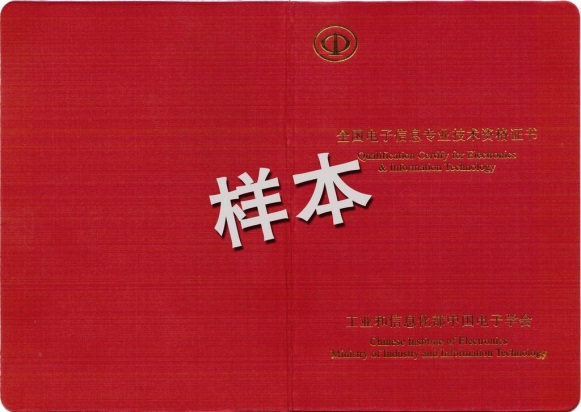 全国电子信息专业技术资格证书
Qualification Certify for Electronics
& Information Technology
样本
工业和信息化部中国电子学会
Chinese Institute of Electronics
Ministry of Industry and Information Technology